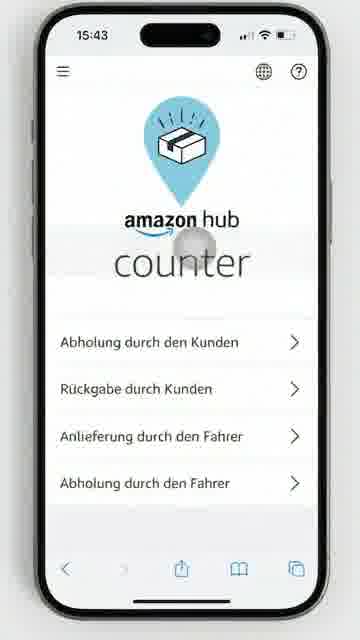 15:43
amazon hub
counter
Abholung durch den Kunden
Rückgabe durch Kunden
Anlieferung durch den Fahrer
Abholung durch den Fahrer